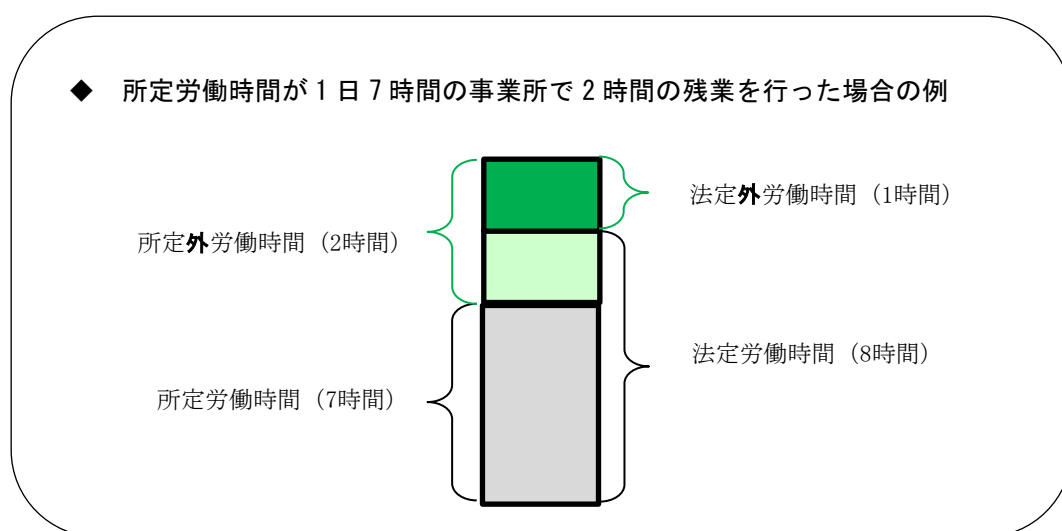 ◆ 所定労働時間が1日7時間の事業所で2時間の残業を行った場合の例
法定外労働時間（1時間）
所定外労働時間（2時間）
法定労働時間（8時間）
所定労働時間（7時間）